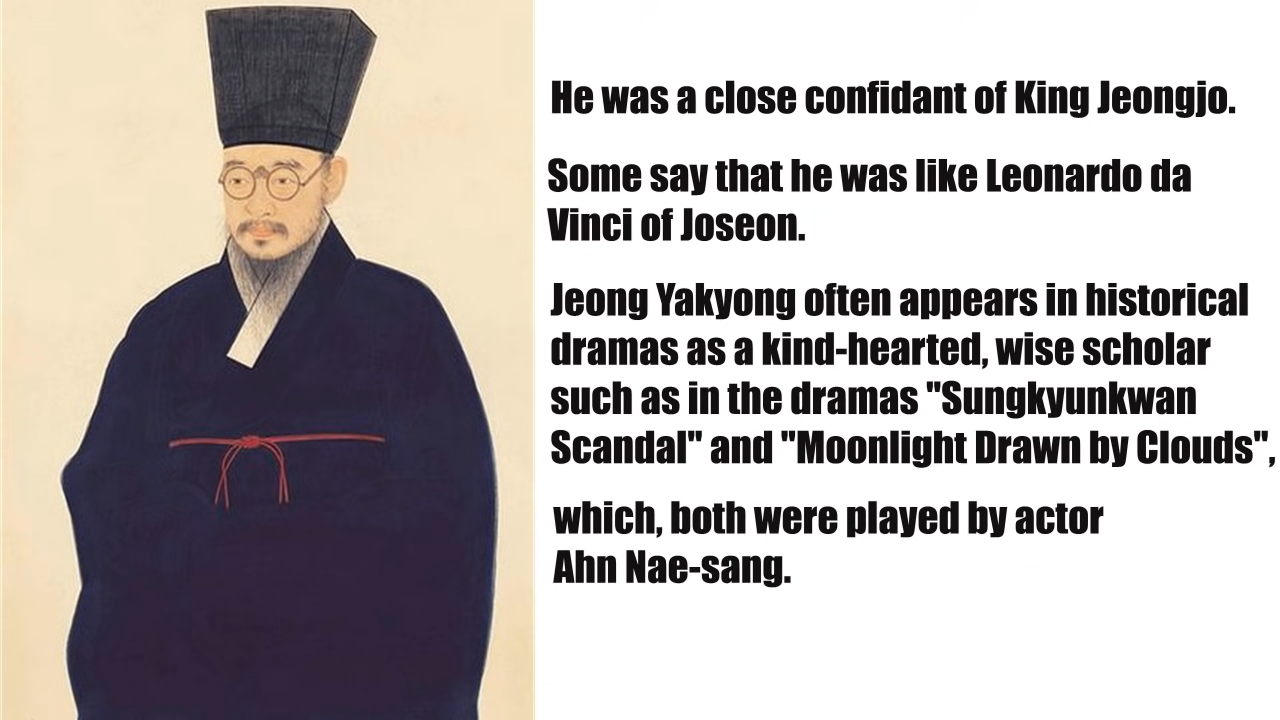 He was a close confidant of King Jeongjo.
Some say that he was like Leonardo da
Vinci of Joseon.
Jeong Yakyong often appears in historical
dramas as a kind-hearted, wise scholar
such as in the dramas "Sungkyunkwan
Scandal" and "Moonlight Drawn by Clouds",
which, both were played by actor
Ahn Nae-sang.